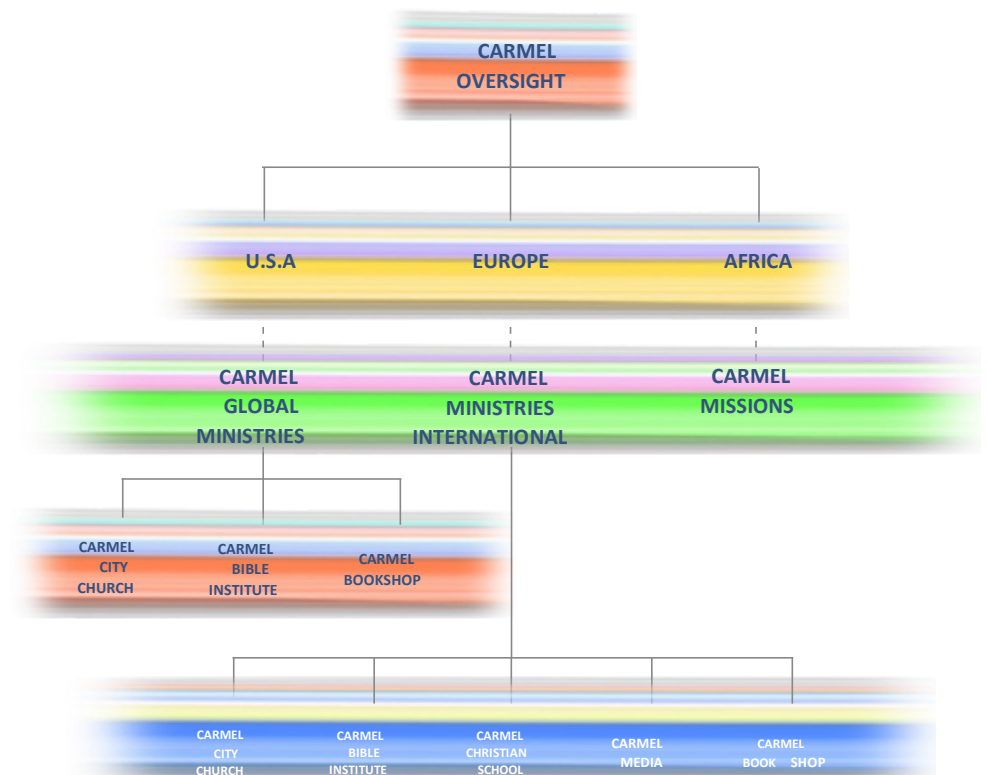 CARMEL
OVERSIGHT
U.S.A
EUROPE
AFRICA
CARMEL
GLOBAL
MINISTRIES
CARMEL
MINISTRIES
INTERNATIONAL
CARMEL
MISSIONS
CARMEL
CITY
CHURCH
CARMEL
BIBLE
INSTITUTE
CARMEL
BOOKSHOP
CARMEL
CITY
CHURCH
CARMEL
BIBLE
INSTITUTE
CARMEL
CHRISTIAN
SCHOOL
CARMEL
MEDIA
CARMEL
BOOK SHOP